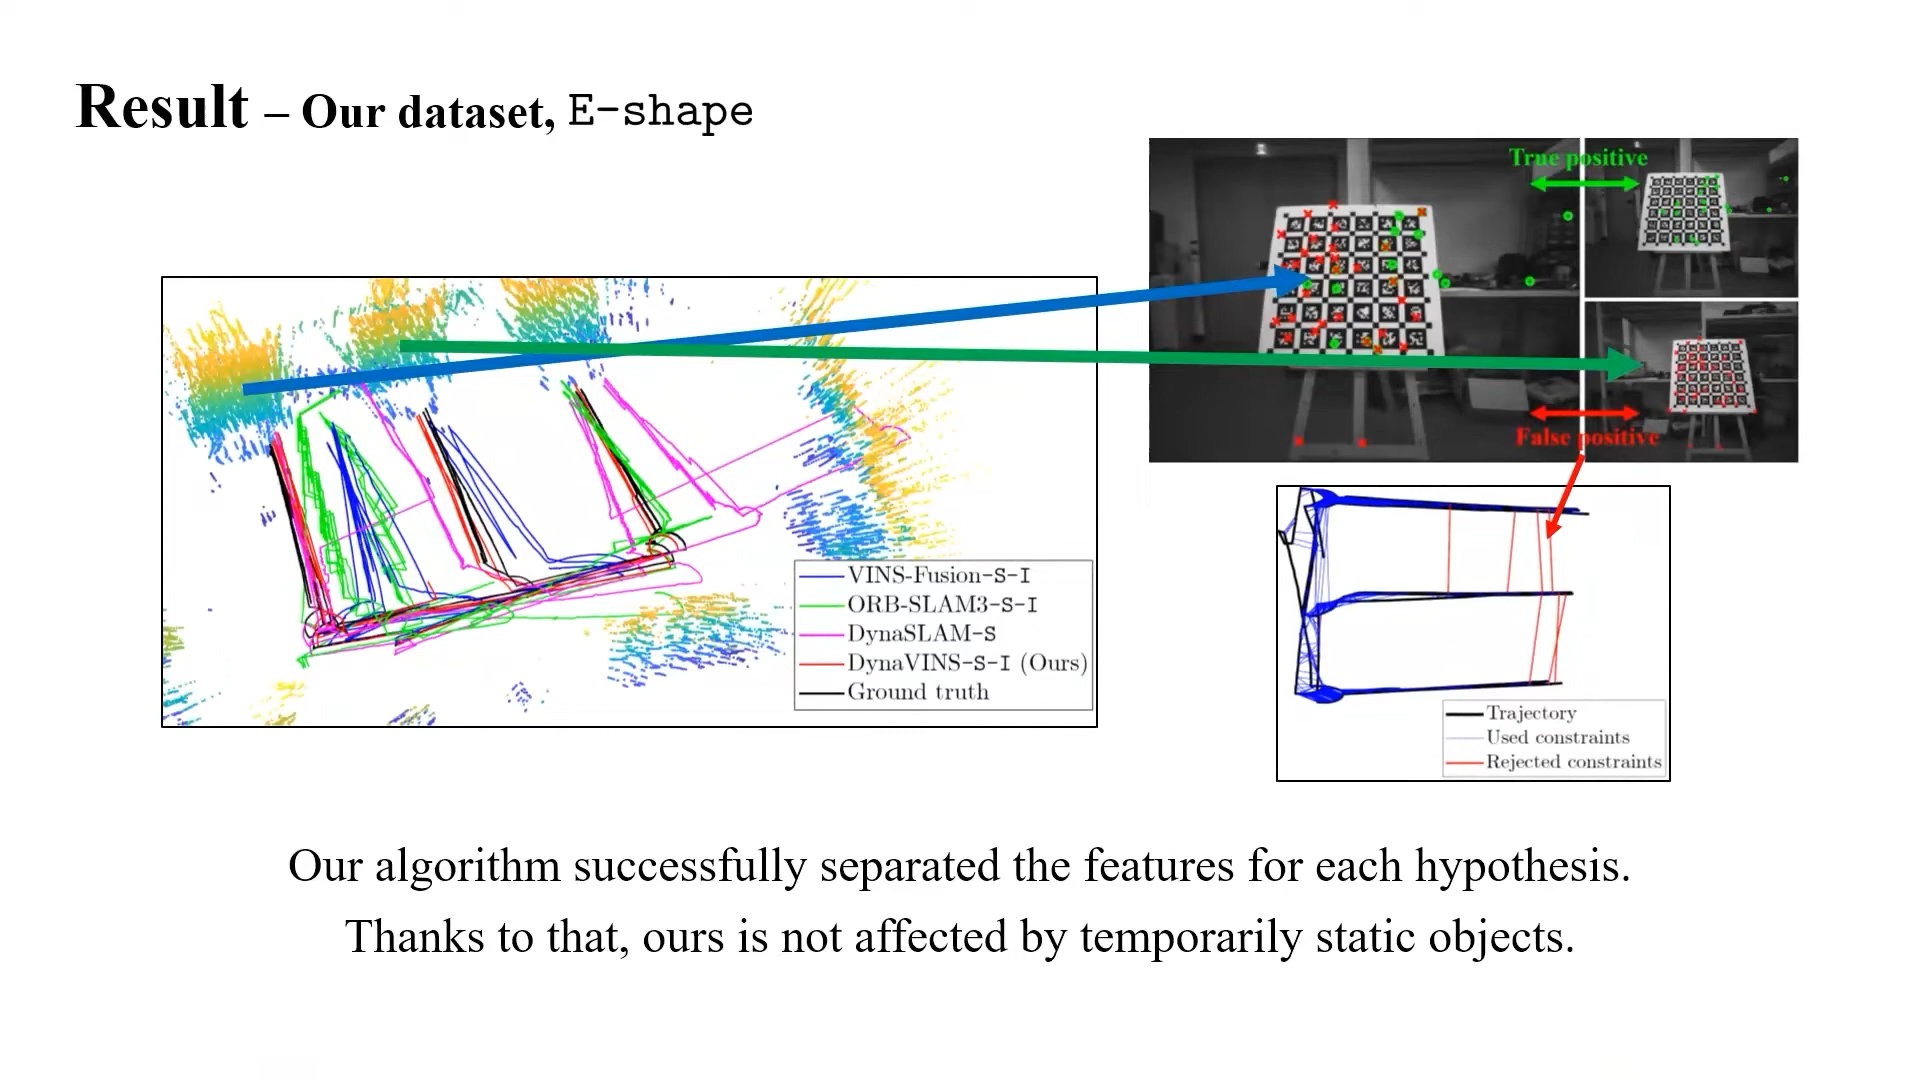 Result – Our dataset, E-shape
True positive
False positive
VINS-Fusion-S-I
ORB-SLAM3-S-I
DynaSLAM-S
DynaVINS-S-I (Ours)
Ground truth
Trajectory
Used constraints
Rejected constraints
Our algorithm successfully separated the features for each hypothesis.
Thanks to that, ours is not affected by temporarily static objects.